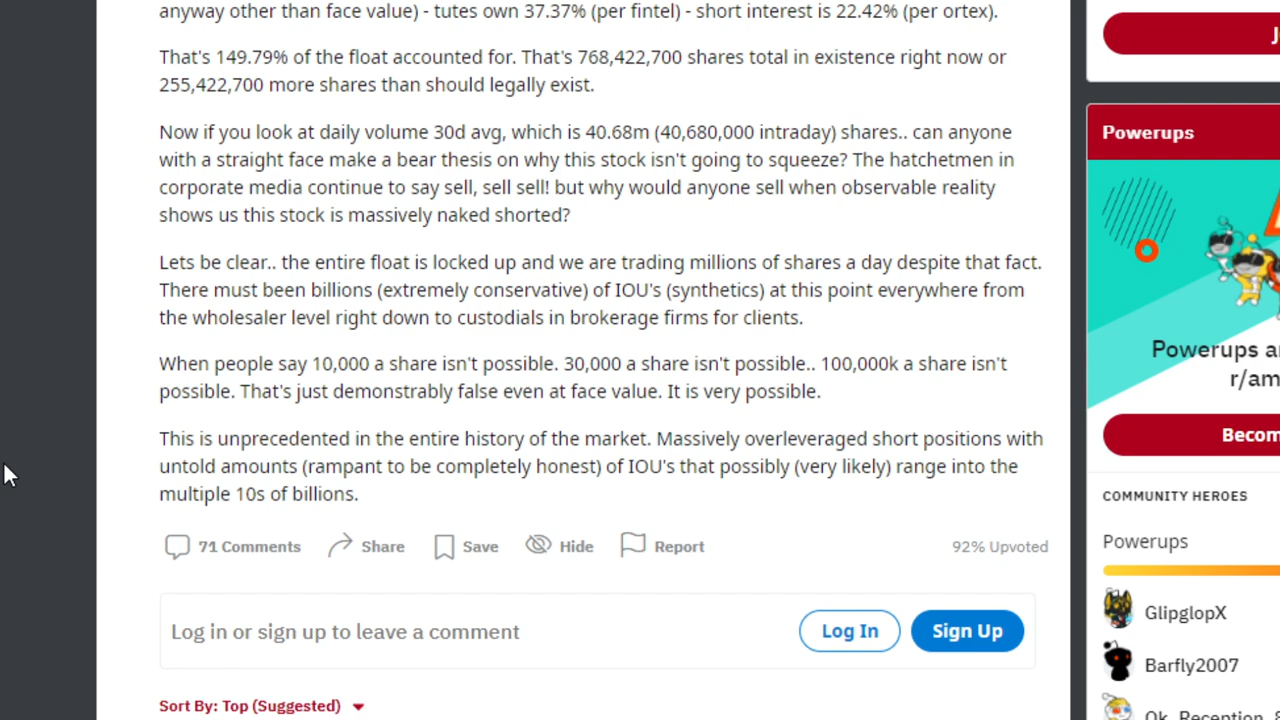 anyway other than face value) - tutes own 37.37% (per fintel) - short interest is 22.42% (per ortex).
That's 149.79% of the float accounted for. That's 768,422,700 shares total in existence right now or
255,422,700 more shares than should legally exist.
Now if you look at daily volume 30d avg, which is 40.68m (40,680,000 intraday) shares.. can anyone
with a straight face make a bear thesis on why this stock isn't going to squeeze? The hatchetmen in
corporate media continue to say sell, sell sell! but why would anyone sell when observable reality
shows us this stock is massively naked shorted?
Lets be clear.. the entire float is locked up and we are trading millions of shares a day despite that fact.
There must been billions (extremely conservative) of IOU's (synthetics) at this point everywhere from
the wholesaler level right down to custodials in brokerage firms for clients.
When people say 10,000 a share isn't possible. 30,000 a share isn't possible.. 100,000k a share isn't
possible. That's just demonstrably false even at face value. It is very possible.
This is unprecedented in the entire history of the market. Massively overleveraged short positions with
untold amounts (rampant to be completely honest) of IOU's that possibly (very likely) range into the
multiple 10s of billions.
71 Comments Share Save Hide Report 92% Upvoted
Log in or sign up to leave a comment Log In Sign Up
Sort By: Top (Suggested)
J
Powerups
Powerups a
r/am
Becom
COMMUNITY HEROES
Powerups
GlipglopX
Barfly2007